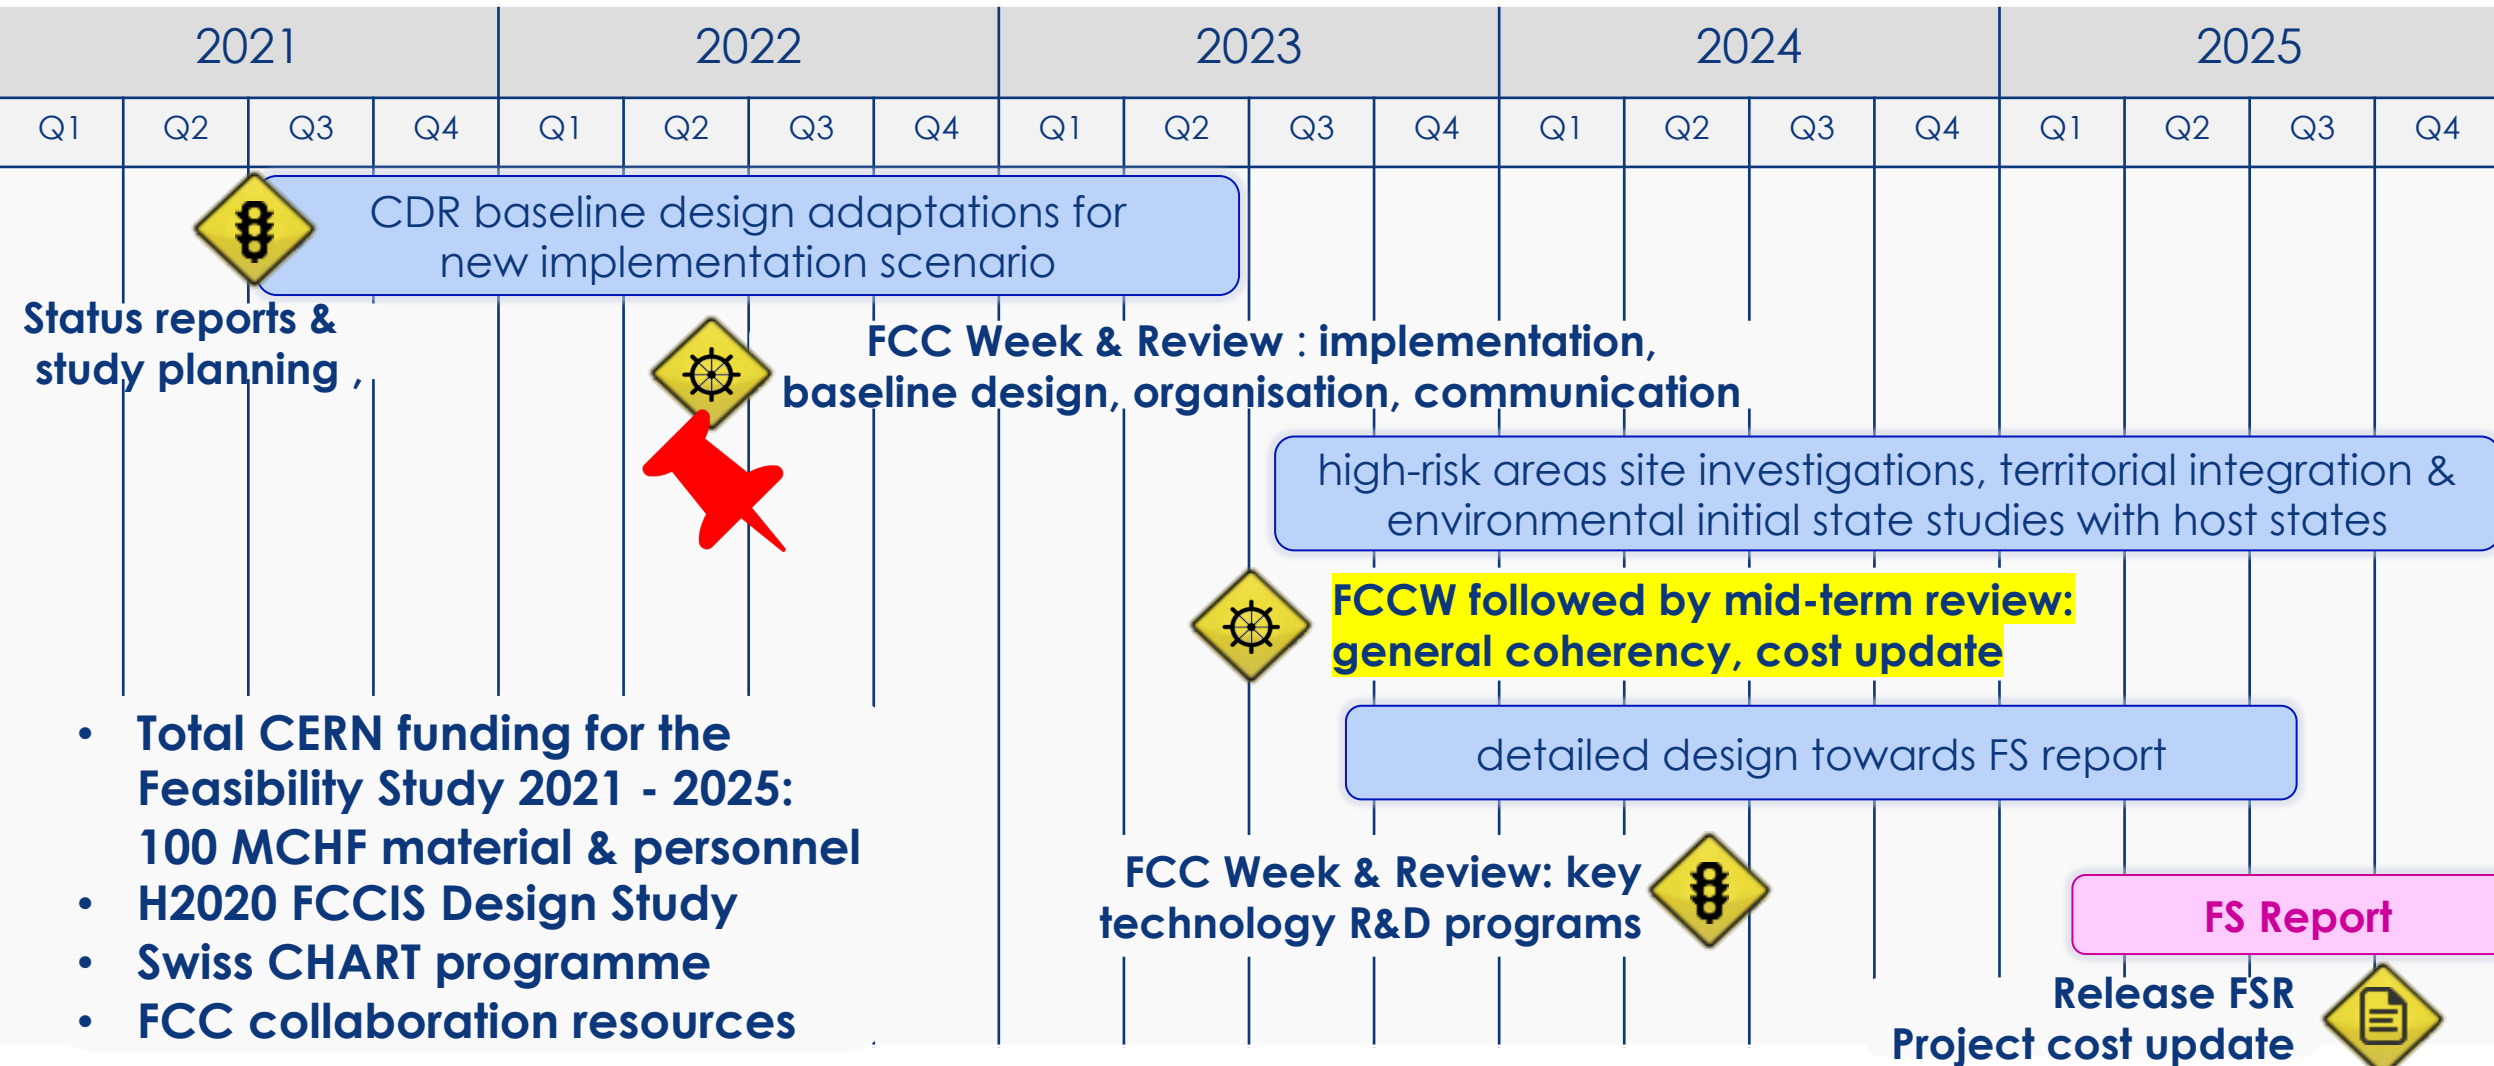 2021 2022 2023 2024 2025
Q1 Q2 Q3 Q4 Q1 Q2 Q3 Q4 Q1 Q2 Q3 Q4 Q1 Q2 Q3 Q4 Q1 Q2 Q3 Q4
CDR baseline design adaptations for
new implementation scenario
Status reports &
study planning ,
FCC Week & Review : implementation,
baseline design, organisation, communication
high-risk areas site investigations, territorial integration &
environmental initial state studies with host states
FCCW followed by mid-term review:
general coherency, cost update
detailed design towards FS report
• Total CERN funding for the
Feasibility Study 2021 - 2025:
100 MCHF material & personnel
• H2020 FCCIS Design Study
• Swiss CHART programme
• FCC collaboration resources
FCC Week & Review: key
technology R&D programs
FS Report
Release FSR
Project cost update